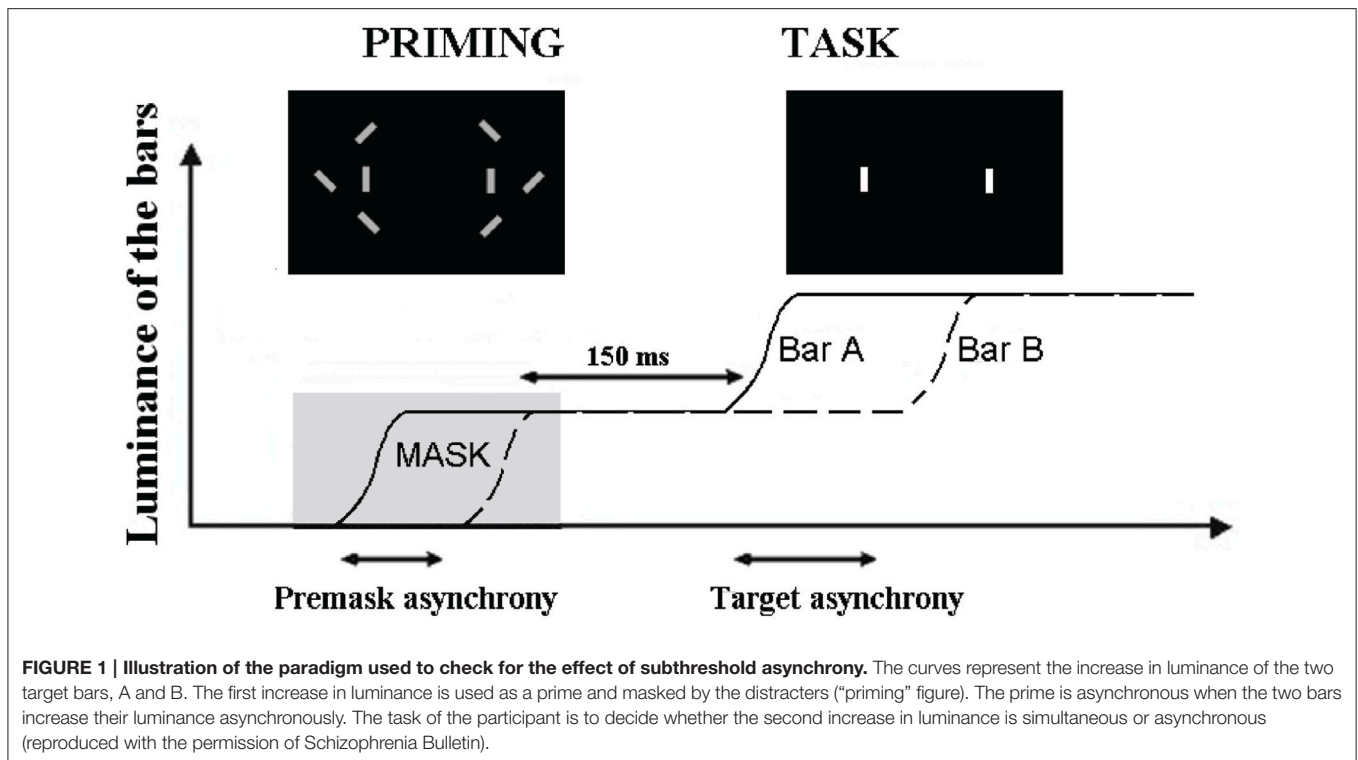 PRIMING TASK
Luminance of the bars
150 ms
Bar A Bar B
MASK
Premask asynchrony Target asynchrony
FIGURE 1 | Illustration of the paradigm used to check for the effect of subthreshold asynchrony. The curves represent the increase in luminance of the two
target bars, A and B. The first increase in luminance is used as a prime and masked by the distracters (“priming” figure). The prime is asynchronous when the two bars
increase their luminance asynchronously. The task of the participant is to decide whether the second increase in luminance is simultaneous or asynchronous
(reproduced with the permission of Schizophrenia Bulletin).